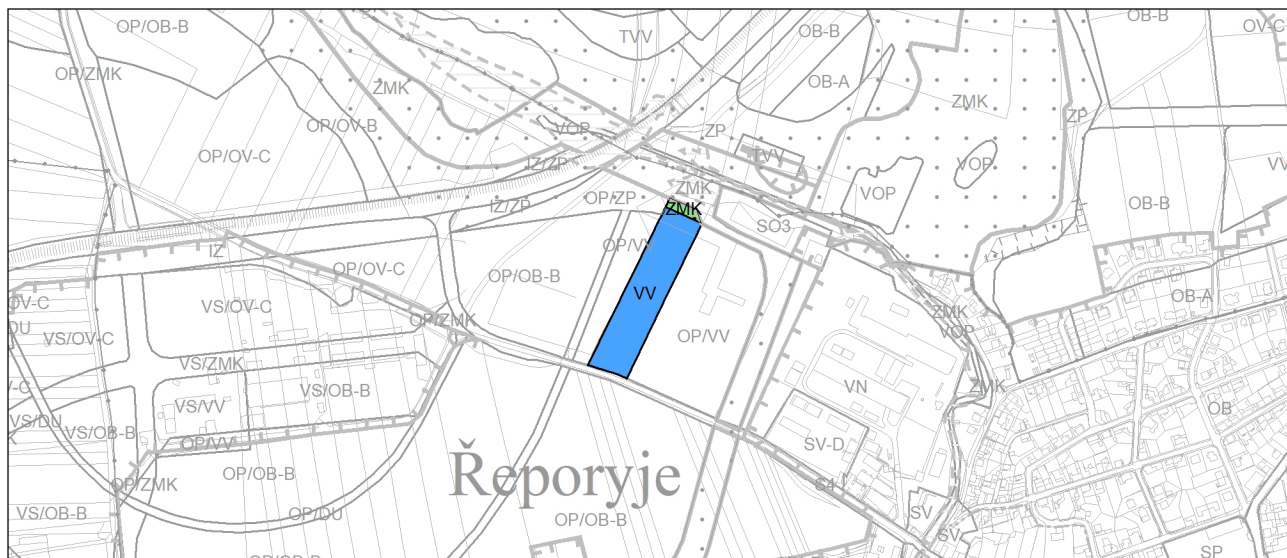 OP/OB-B
TVV
OB-B
OB-B
OV-C
OP/ZMK
ZMK
OB-A
OP/OV-B
ZMK
VOP
ZP
ZP
OP/OV-C
IZ/ZP
TVV
VOP
VOP
VV
ZMK
OP/ZP
ZMK
IZ/ZP
OB-B
SO3
OP/VV
IZ
OP/OV-C
OP/OB-B
VV
OB-A
OV-C
VS/OV-C
DU
OP/ZMK
ZMK
VS/OV-C
OP/VV
VOP
VS/ZMK
-C
VS/OB-B
VN
ZMK
VS/VV
OB
VS/DU
VS/OB-B
OP/VV
SV-D
OP/OB-B
Řeporyje
OP/ZMK
S4
VS/OB-B
OP/DU
OP/OB-B
SV
SV
SP
OP/OB-B